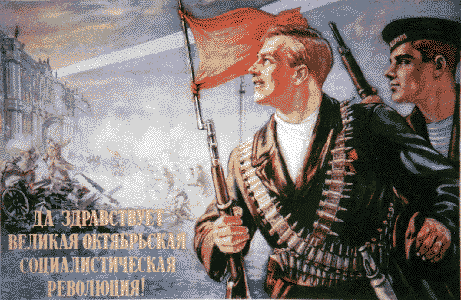 ДА ЗДРАВСТВУЕТ
ВЕЛИКАЯ ОКТЯБРЬСКАЯ
СОЦИАЛИСТИЧЕСКАЯ
РЕВОЛЮЦИЯ!